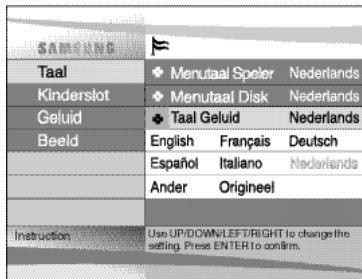 SAMSUNG
Taal
Menutaal Speler Nederlands
Kinderslot
Menutaal Disk Nederlands
Geluid
Taal Geluid Nederlands
Beeld
English Français Deutsch
Español Italiano Nederlands
Ander Origineel
Instruction
Use UP/DOWN/LEFT/RIGHT to change the
setting. Press ENTER to confirm.